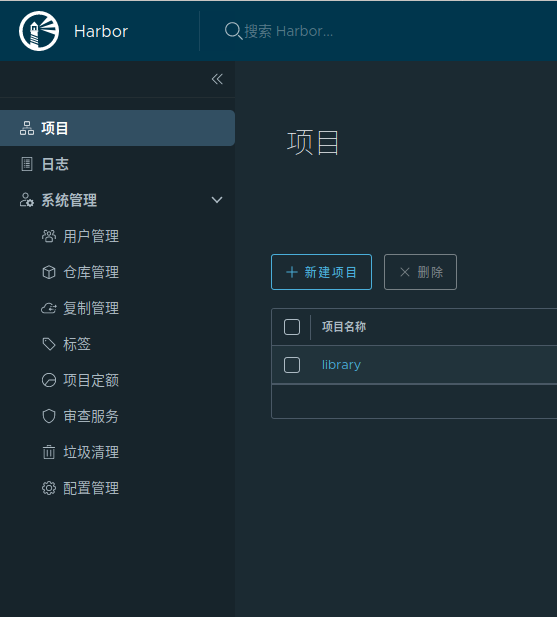 Harbor
搜索 Harbor...
项目
日志
系统管理
用户管理
仓库管理
复制管理
标签
项目定额
审查服务
垃圾清理
配置管理
项目
新建项目
删除
项目名称
library